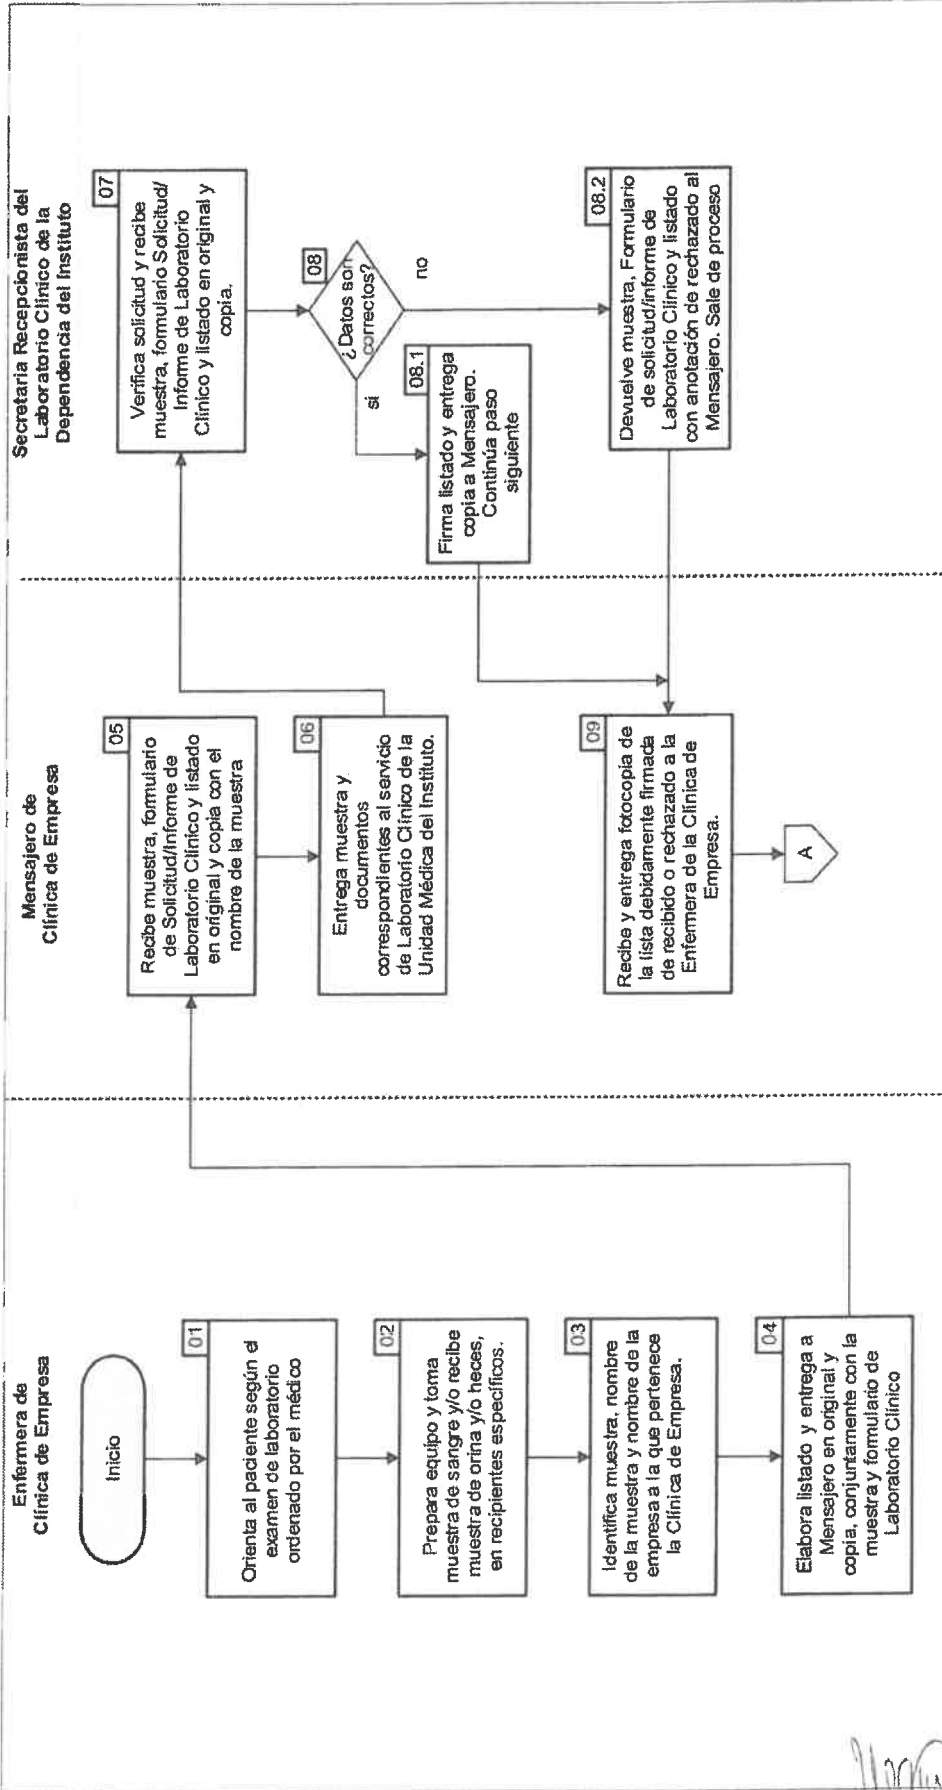 Enfermera de
Clínica de Empresa
Inicio
01
Orienta al paciente según el
examen de laboratorio
ordenado por el médico
02
Prepara equipo y toma
muestra de sangre y/o recibe
muestra de orina y/o heces,
en recipientes específicos.
03
Identifica muestra, nombre
de la muestra y nombre de la
empresa a la que pertenece
la Clínica de Empresa.
04
Elabora listado y entrega a
Mensajero en original y
copia, conjuntamente con la
muestra y formulario de
Laboratorio Clínico
Mensajero de
Clínica de Empresa
05
Recibe muestra, formulario
de Solicitud/Informe de
Laboratorio Clínico y listado
en original y copia con el
nombre de la muestra
06
Entrega muestra y
documentos
correspondientes al servicio
de Laboratorio Clínico de la
Unidad Médica del Instituto.
Secretaria Recepcionista del
Laboratorio Clínico de la
Dependencia del Instituto
07
Verifica solicitud y recibe
muestra, formulario Solicitud/
Informe de Laboratorio
Clínico y listado en original y
copia.
08
¿Datos son
correctos?
si
no
08.1
Firma listado y entrega
copia a Mensajero.
Continúa paso
siguiente
08.2
Devuelve muestra, Formulario
de solicitud/informe de
Laboratorio Clínico y listado
con anotación de rechazado al
Mensajero. Sale de proceso
09
Recibe y entrega fotocopia de
la lista debidamente firmada
de recibido o rechazado a la
Enfermera de la Clínica de
Empresa.
A